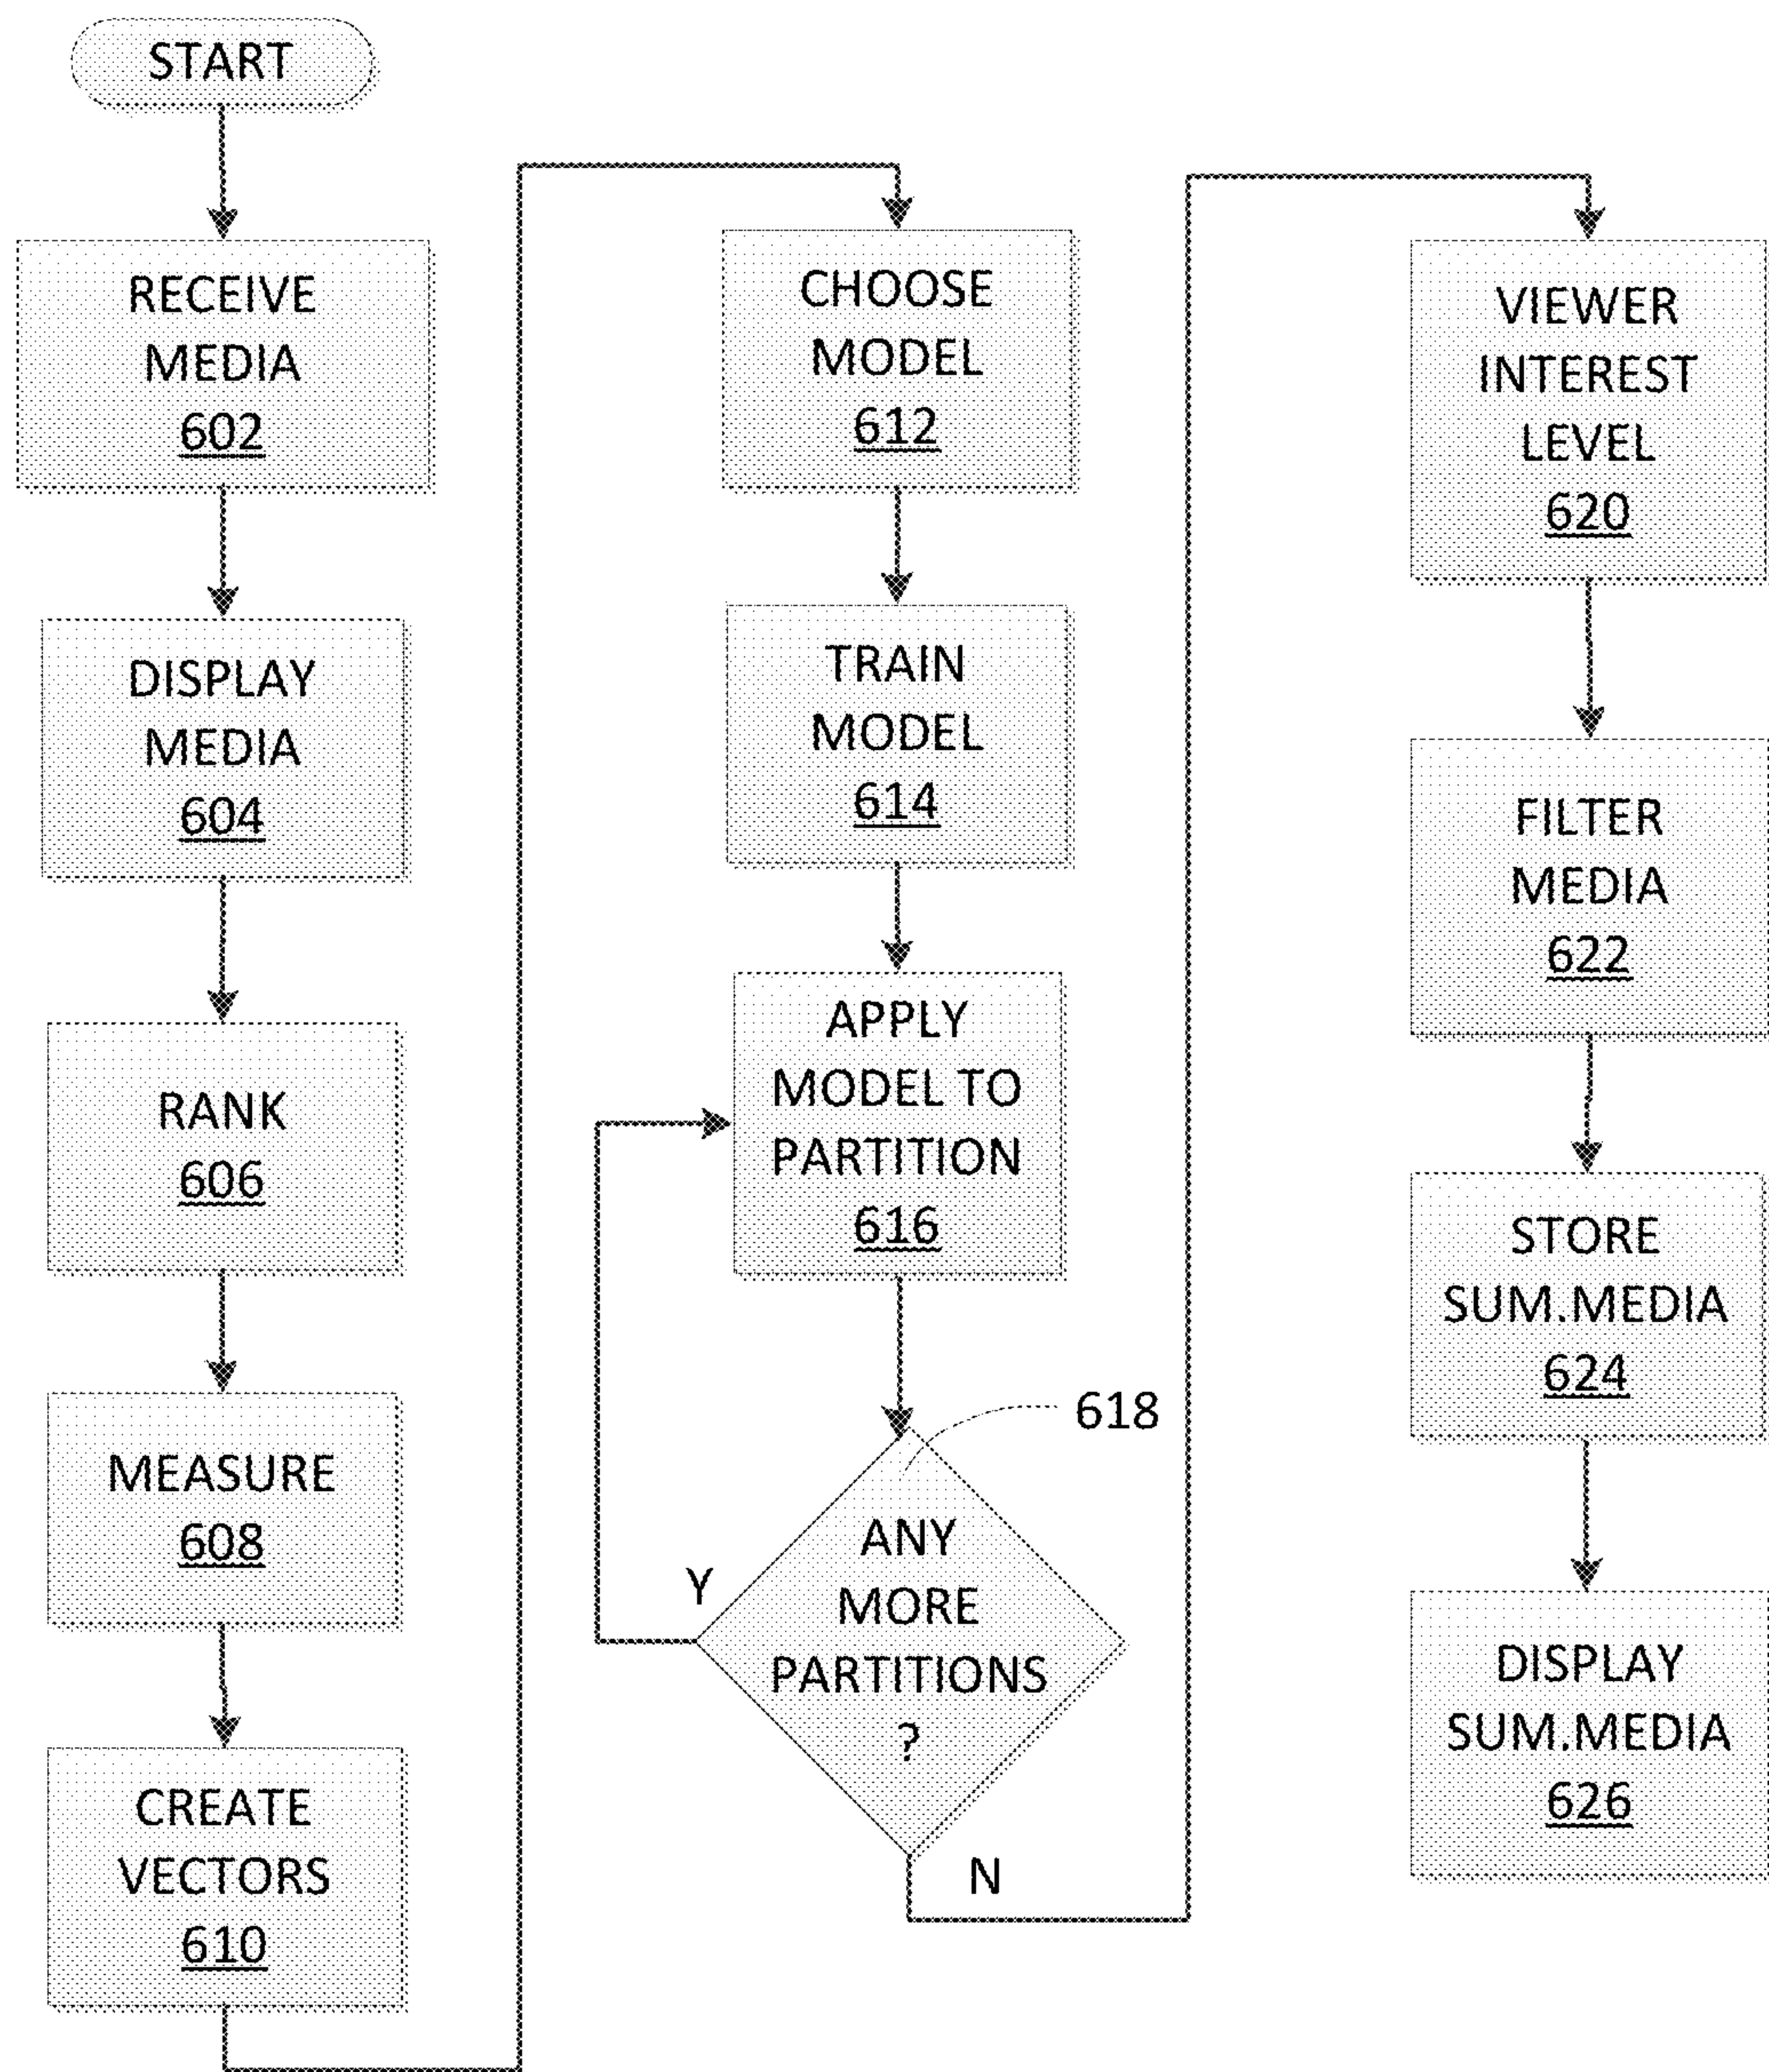 START
RECEIVE
MEDIA
602
DISPLAY
MEDIA
604
RANK
606
MEASURE
608
CREATE
VECTORS
610
CHOOSE
MODEL
612
TRAIN
MODEL
614
APPLY
MODEL TO
PARTITION
616
618
ANY
MORE
PARTITIONS
?
Y
N
VIEWER
INTEREST
LEVEL
620
FILTER
MEDIA
622
STORE
SUM.MEDIA
624
DISPLAY
SUM.MEDIA
626